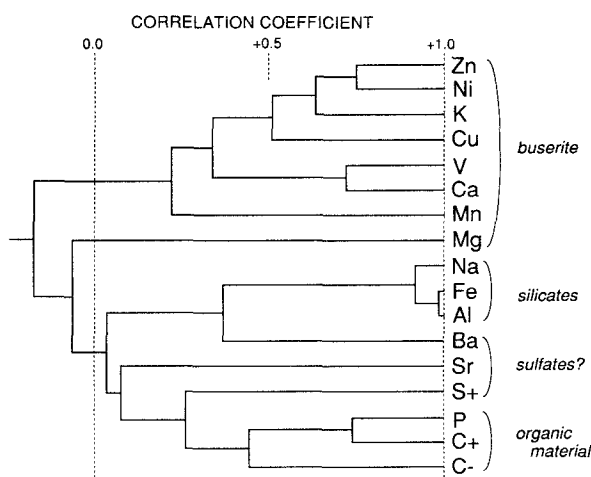 CORRELATION COEFFICIENT
0.0 +0.5 +1.0
Zn
Ni
K
Cu
V
Ca
Mn
Mg
buserite
Na
Fe
Al
silicates
Ba
Sr
S+
sulfates?
P
C+
C-
organic
material